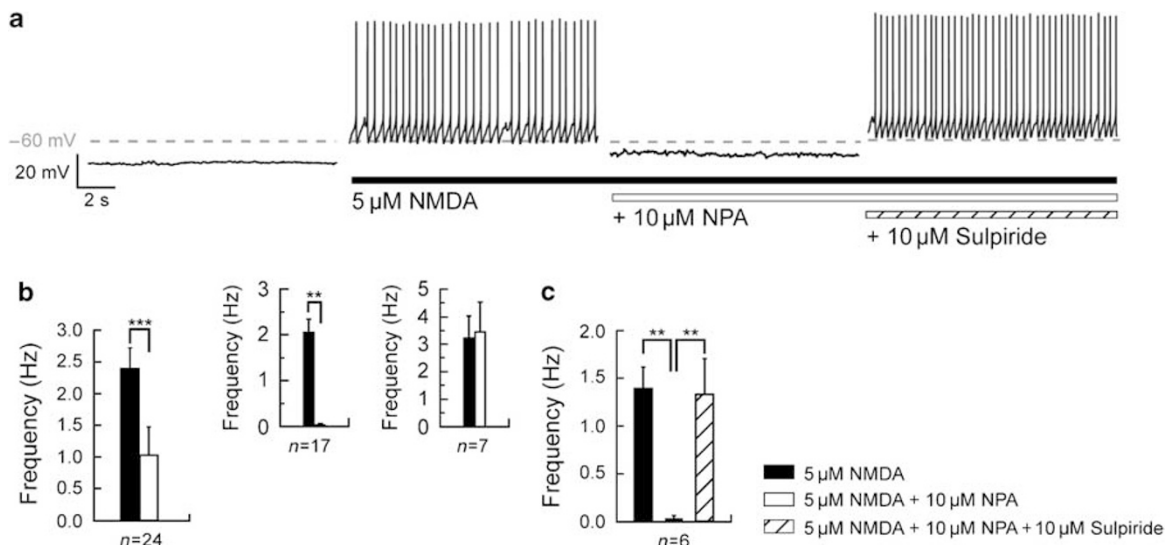 a
−60 mV
20 mV
2 s
5 µM NMDA
+ 10 µM NPA
+ 10 µM Sulpiride
b
Frequency (Hz)
3.0
2.5
2.0
1.5
1.0
0.5
0.0
***
n=24
Frequency (Hz)
3
2
1
0
**
n=17
Frequency (Hz)
5
4
3
2
1
0
n=7
c
Frequency (Hz)
2.0
1.5
1.0
0.5
0.0
** **
n=6
5 µM NMDA
5 µM NMDA + 10 µM NPA
5 µM NMDA + 10 µM NPA + 10 µM Sulpiride